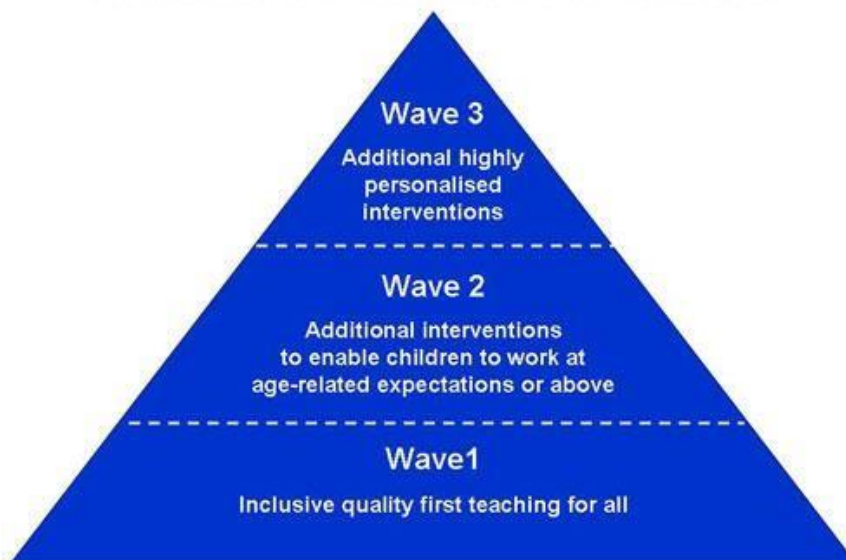 Wave 3
Additional highly
personalised
interventions
Wave 2
Additional interventions
to enable children to work at
age-related expectations or above
Wave1
Inclusive quality first teaching for all